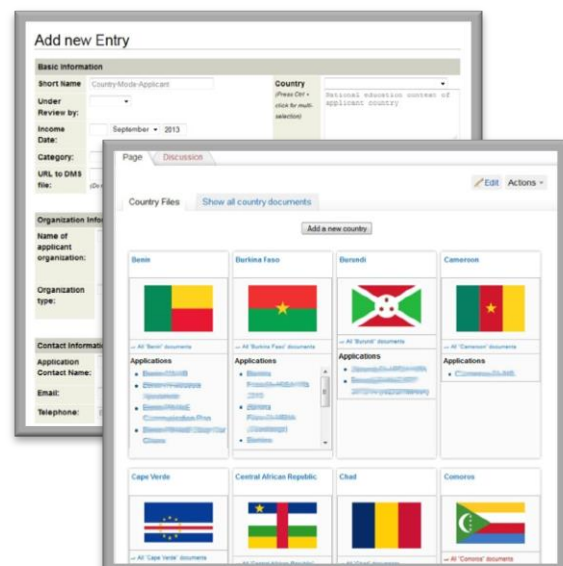 Add new Entry
Basic Information
Short Name
Country-Mode-Applicant
Country
(Press Ctrl + click for multi-selection)
National education context of
applicant country
Under
Review by:
Income
Date:
September 2013
Category:
URL to DMS
file:
Organization
Name of
applicant
organization:
Organization
type:
Contact
Application
Contact Name:
Email:
Telephone:
Page
Discussion
Edit
Actions
Country Files
Show all country documents
Add a new country
Benin
Burkina Faso
Burundi
Cameroon
All "Benin" documents
All "Burkina Faso" documents
All "Burundi" documents
All "Cameroon" documents
Applications
Applications
Applications
Applications
Cape Verde
Central African Republic
Chad
Comoros
All "Cape Verde" documents
All "Central African Republic"
All "Chad" documents
All "Comoros" documents